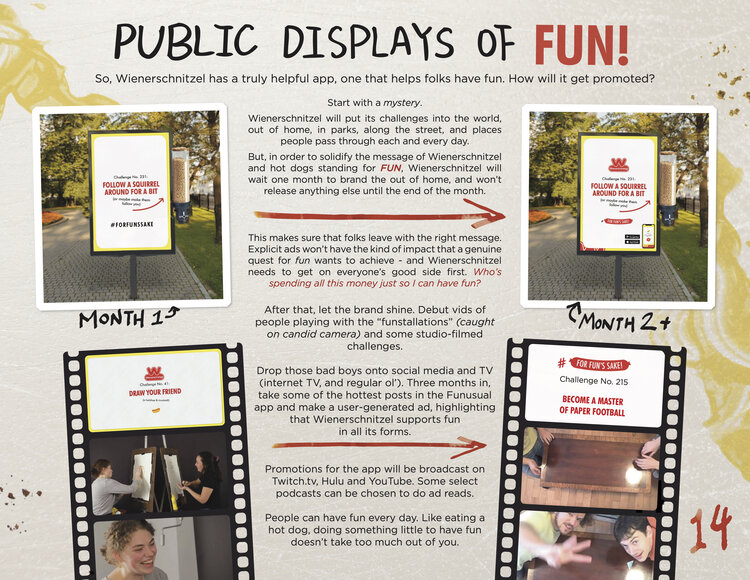 PUBLIC DISPLAYS OF FUN!
So, Wienerschnitzel has a truly helpful app, one that helps folks have fun. How will it get promoted?
Challenge No. 231:
FOLLOW A SQUIRREL
AROUND FOR A BIT
(or maybe make them
follow you)
#FORFUNSSAKE
MONTH 1
Start with a mystery.
Wienerschnitzel will put its challenges into the world,
out of home, in parks, along the street, and places
people pass through each and every day.
But, in order to solidify the message of Wienerschnitzel
and hot dogs standing for FUN, Wienerschnitzel will
wait one month to brand the out of home, and won't
release anything else until the end of the month.
This makes sure that folks leave with the right message.
Explicit ads won't have the kind of impact that a genuine
quest for fun wants to achieve - and Wienerschnitzel
needs to get on everyone's good side first. Who's
spending all this money just so I can have fun?
After that, let the brand shine. Debut vids of
people playing with the "funstallations" (caught
on candid camera) and some studio-filmed
challenges.
Drop those bad boys onto social media and TV
(internet TV, and regular ol'). Three months in,
take some of the hottest posts in the Funusual
app and make a user-generated ad, highlighting
that Wienerschnitzel supports fun
in all its forms.
Promotions for the app will be broadcast on
Twitch.tv, Hulu and YouTube. Some select
podcasts can be chosen to do ad reads.
People can have fun every day. Like eating a
hot dog, doing something little to have fun
doesn't take too much out of you.
Challenge No. 231:
FOLLOW A SQUIRREL
AROUND FOR A BIT
(or maybe make them
follow you)
MONTH 2+
Challenge No. 41:
DRAW YOUR FRIEND
# FOR FUN'S SAKE!
Challenge No. 215
BECOME A MASTER
OF PAPER FOOTBALL
14